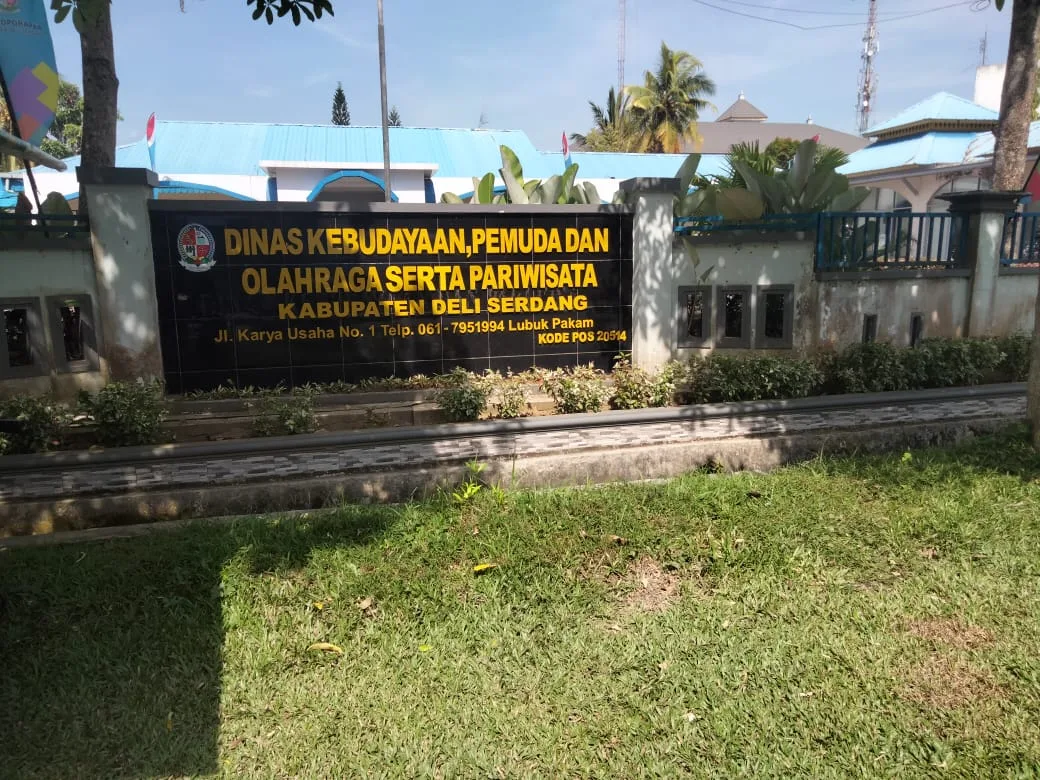 DINAS KEBUDAYAAN,PEMUDA DAN
OLAHRAGA SERTA PARIWISATA
KABUPATEN DELI SERDANG
Jl. Karya Usaha No. 1 Telp. 061 - 7951994 Lubuk Pakam
KODE POS 20514